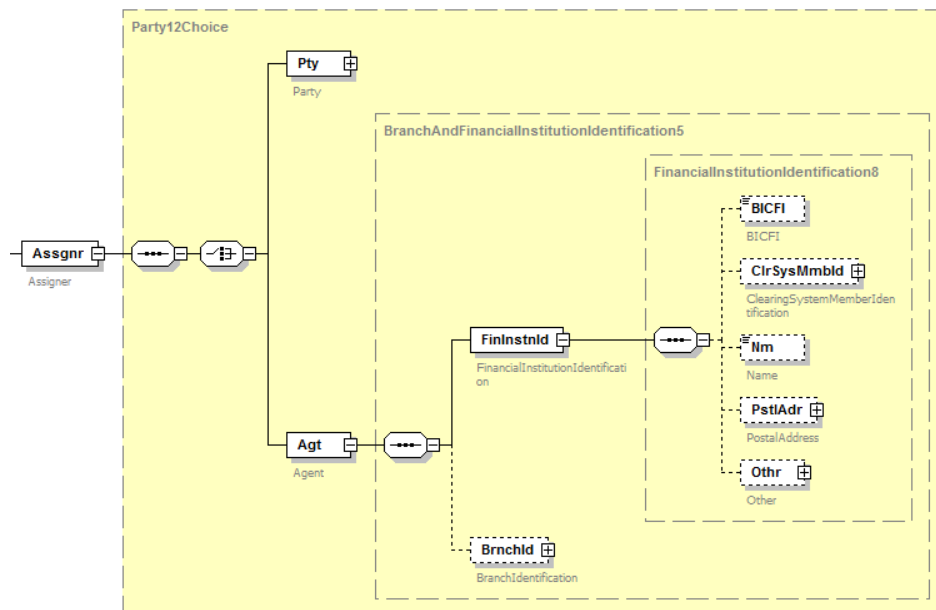 Party12Choice
Pty
Party
BranchAndFinancialInstitutionIdentification5
FinancialInstitutionIdentification8
BICFI
BICFI
Assgnr
Assigner
ClrSysMmbId
ClearingSystemMemberIden
tification
FinInstnId
FinancialInstitutionIdentificati
on
Nm
Name
PstlAdr
PostalAddress
Agt
Agent
Othr
Other
BrnchId
BranchIdentification